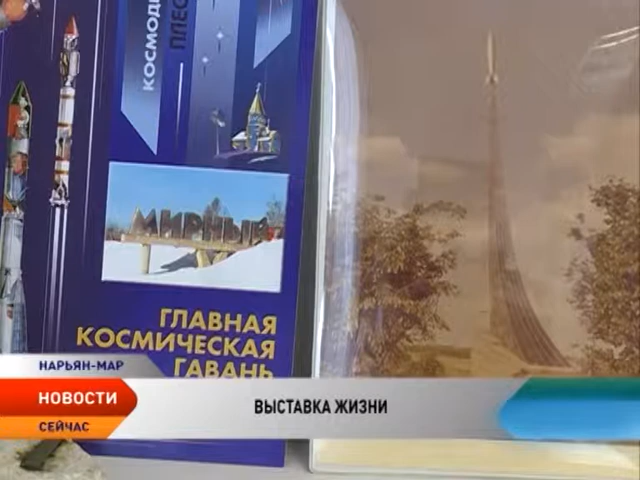 КОСМОД
ПЛЕС
МИРНЫЙ
ГЛАВНАЯ
КОСМИЧЕСКАЯ
ГАВАНЬ
НАРЬЯН-МАР
НОВОСТИ
СЕЙЧАС
ВЫСТАВКА ЖИЗНИ